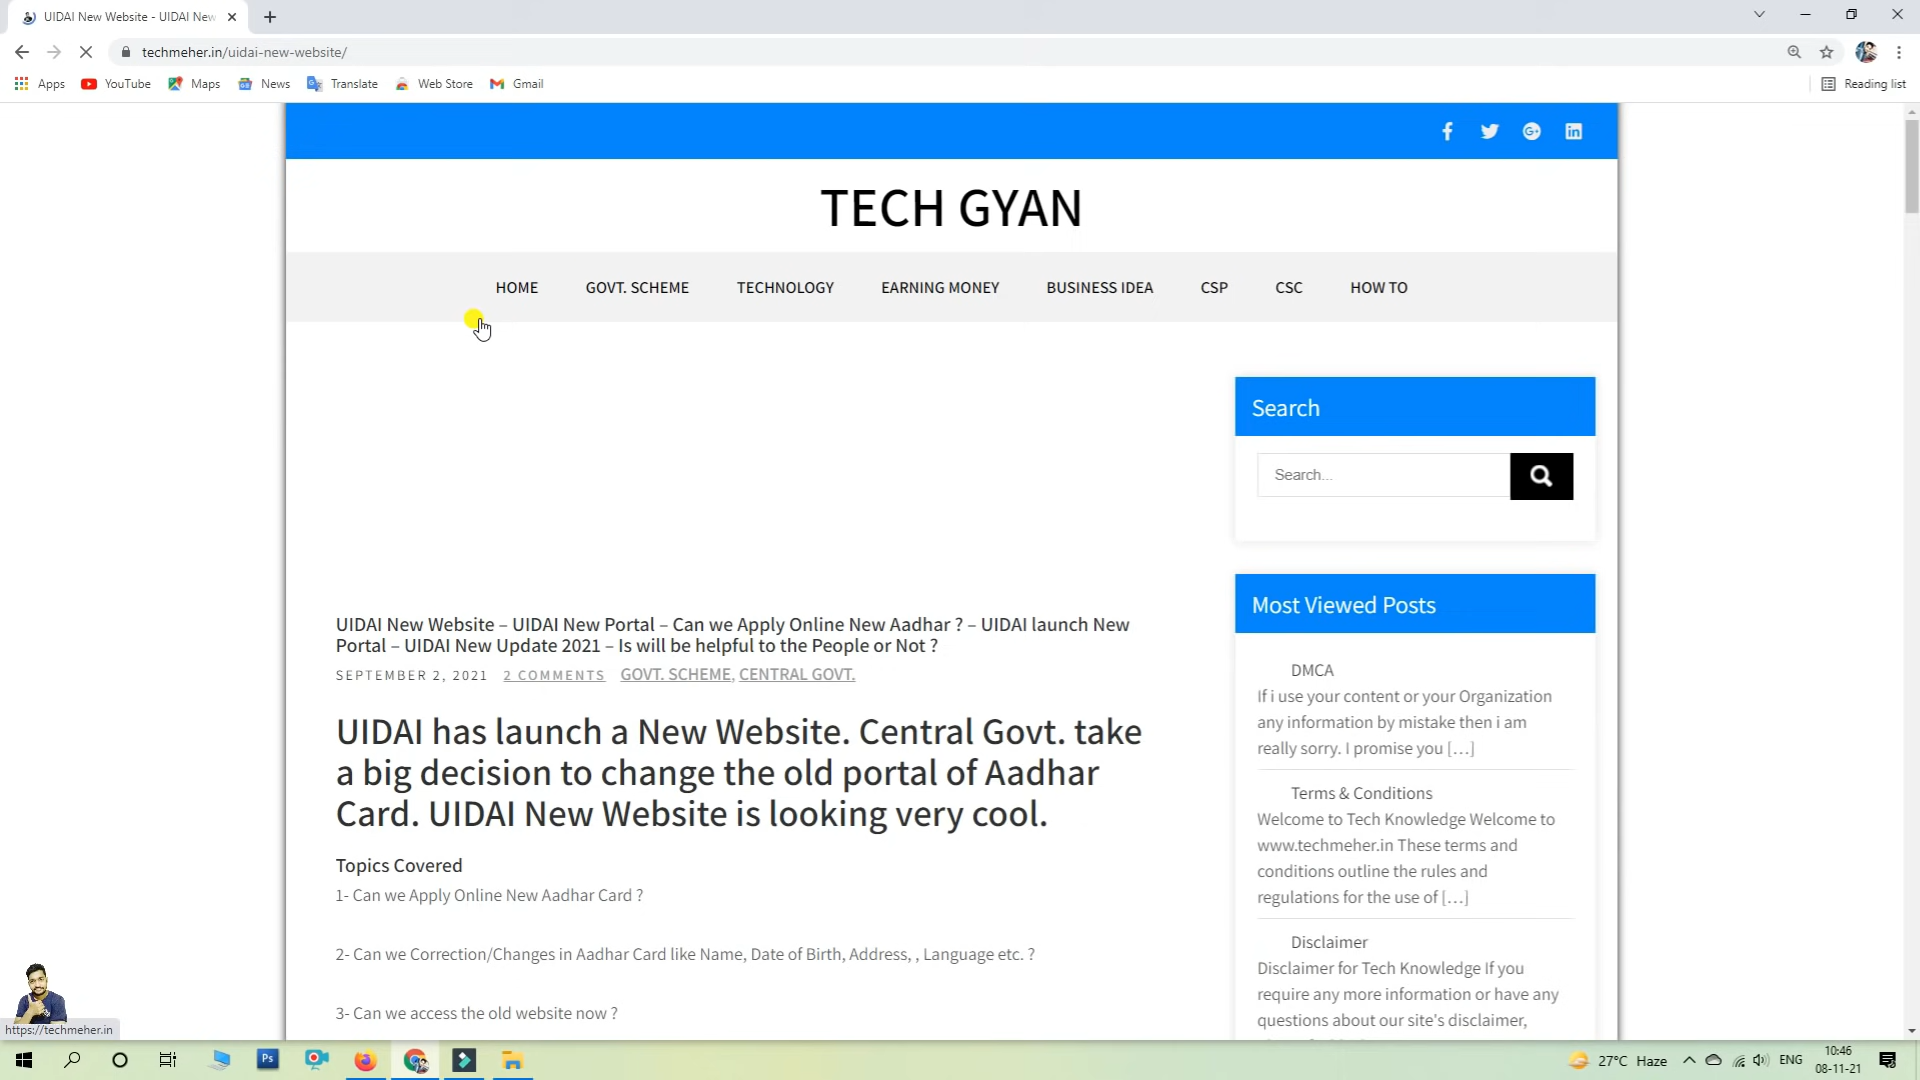 UIDAI New Website - UIDAI New
techmeher.in/uidai-new-website/
Apps YouTube Maps News Translate Web Store Gmail Reading list
TECH GYAN
HOME GOVT. SCHEME TECHNOLOGY EARNING MONEY BUSINESS IDEA CSP CSC HOW TO
Search
Search...
UIDAI New Website – UIDAI New Portal – Can we Apply Online New Aadhar ? – UIDAI launch New
Portal – UIDAI New Update 2021 – Is will be helpful to the People or Not ?
SEPTEMBER 2, 2021 2 COMMENTS GOVT. SCHEME, CENTRAL GOVT.
UIDAI has launch a New Website. Central Govt. take
a big decision to change the old portal of Aadhar
Card. UIDAI New Website is looking very cool.
Topics Covered
1- Can we Apply Online New Aadhar Card ?
2- Can we Correction/Changes in Aadhar Card like Name, Date of Birth, Address, , Language etc. ?
3- Can we access the old website now ?
Most Viewed Posts
DMCA
If i use your content or your Organization
any information by mistake then i am
really sorry. I promise you […]
Terms & Conditions
Welcome to Tech Knowledge Welcome to
www.techmeher.in These terms and
conditions outline the rules and
regulations for the use of […]
Disclaimer
Disclaimer for Tech Knowledge If you
require any more information or have any
questions about our site's disclaimer,
https://techmeher.in
Ps
27°C Haze ENG
10:46
08-11-21